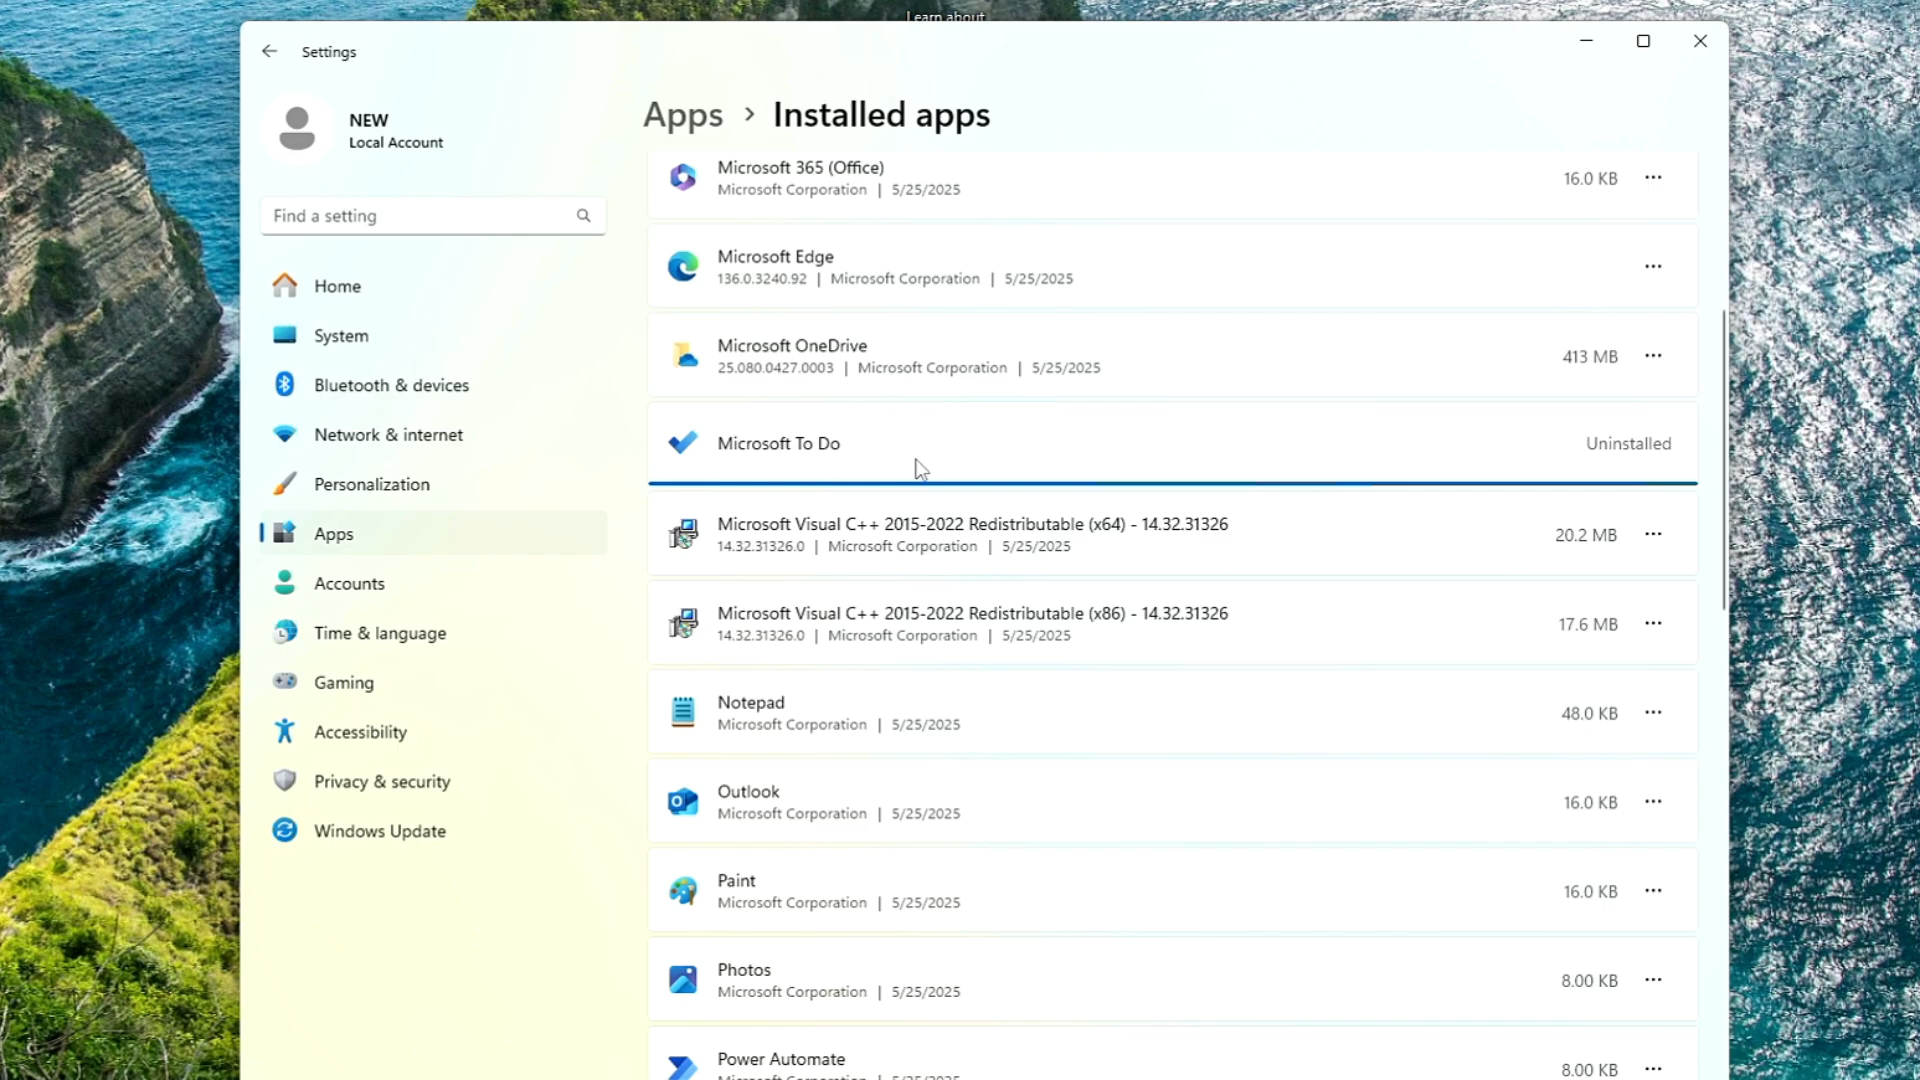 Learn about
Settings
NEW
Local Account
Find a setting
Home
System
Bluetooth & devices
Network & internet
Personalization
Apps
Accounts
Time & language
Gaming
Accessibility
Privacy & security
Windows Update
Apps > Installed apps
Microsoft 365 (Office)
Microsoft Corporation | 5/25/2025
16.0 KB
Microsoft Edge
136.0.3240.92 | Microsoft Corporation | 5/25/2025
Microsoft OneDrive
25.080.0427.0003 | Microsoft Corporation | 5/25/2025
413 MB
Microsoft To Do
Uninstalled
Microsoft Visual C++ 2015-2022 Redistributable (x64) - 14.32.31326
14.32.31326.0 | Microsoft Corporation | 5/25/2025
20.2 MB
Microsoft Visual C++ 2015-2022 Redistributable (x86) - 14.32.31326
14.32.31326.0 | Microsoft Corporation | 5/25/2025
17.6 MB
Notepad
Microsoft Corporation | 5/25/2025
48.0 KB
Outlook
Microsoft Corporation | 5/25/2025
16.0 KB
Paint
Microsoft Corporation | 5/25/2025
16.0 KB
Photos
Microsoft Corporation | 5/25/2025
8.00 KB
Power Automate
Microsoft Corporation | 5/25/2025
8.00 KB